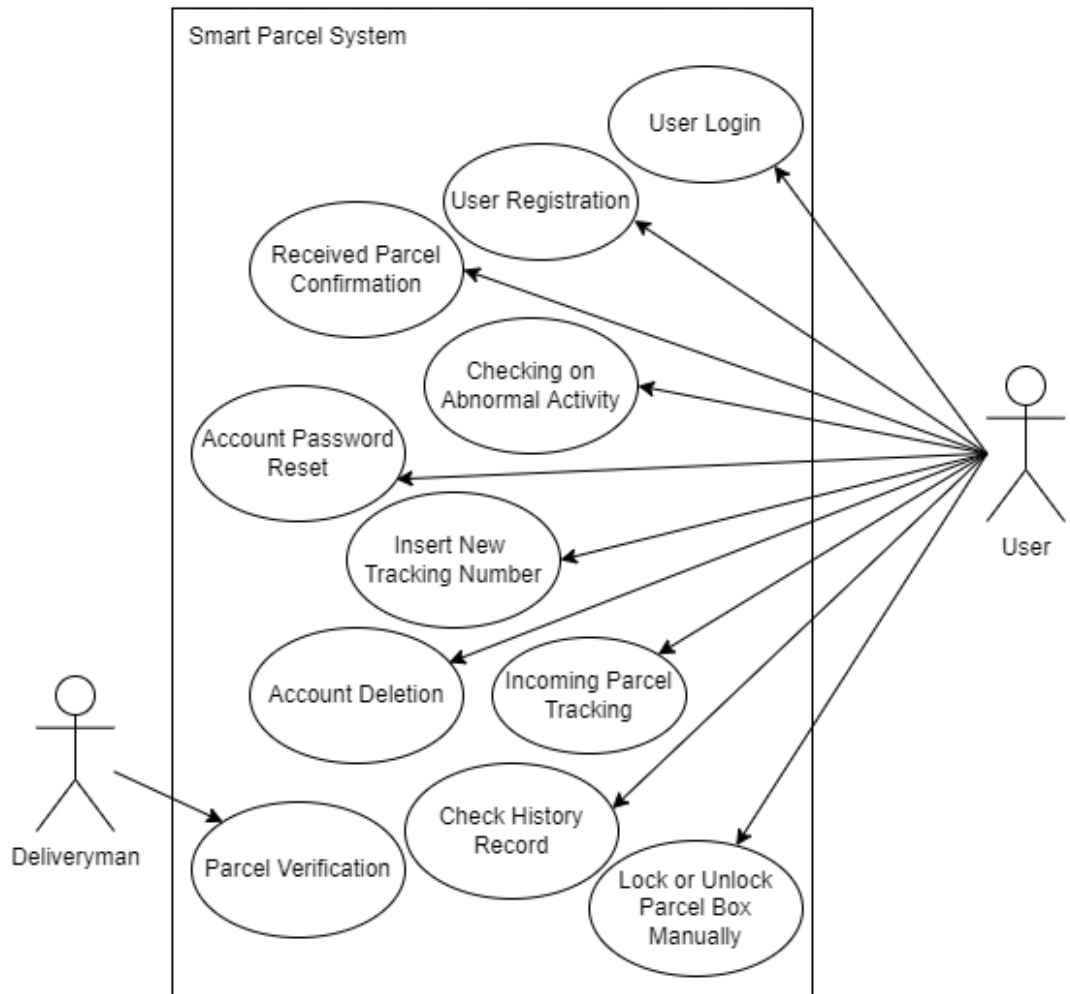 Smart Parcel System
User Login
User Registration
Received Parcel
Confirmation
Checking on
Abnormal Activity
Account Password
Reset
Insert New
Tracking Number
User
Account Deletion
Incoming Parcel
Tracking
Check History
Record
Deliveryman
Parcel Verification
Lock or Unlock
Parcel Box
Manually